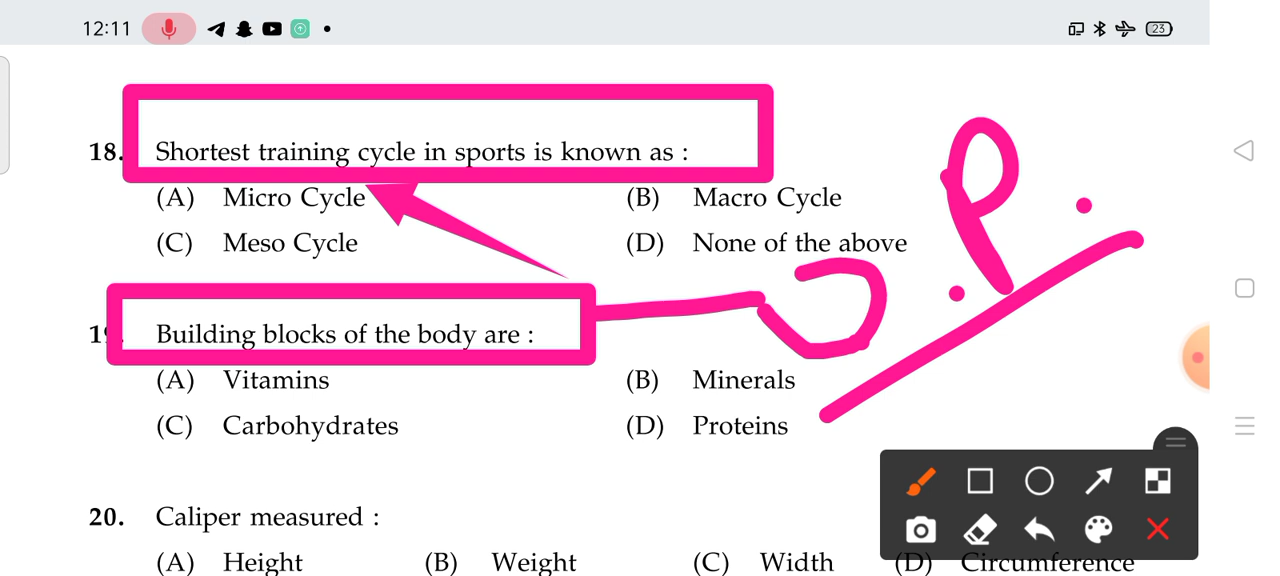 12:11 23
18. Shortest training cycle in sports is known as :
(A) Micro Cycle (B) Macro Cycle
(C) Meso Cycle (D) None of the above
19. Building blocks of the body are :
(A) Vitamins (B) Minerals
(C) Carbohydrates (D) Proteins
20. Caliper measured :
(A) Height (B) Weight (C) Width (D) Circumference